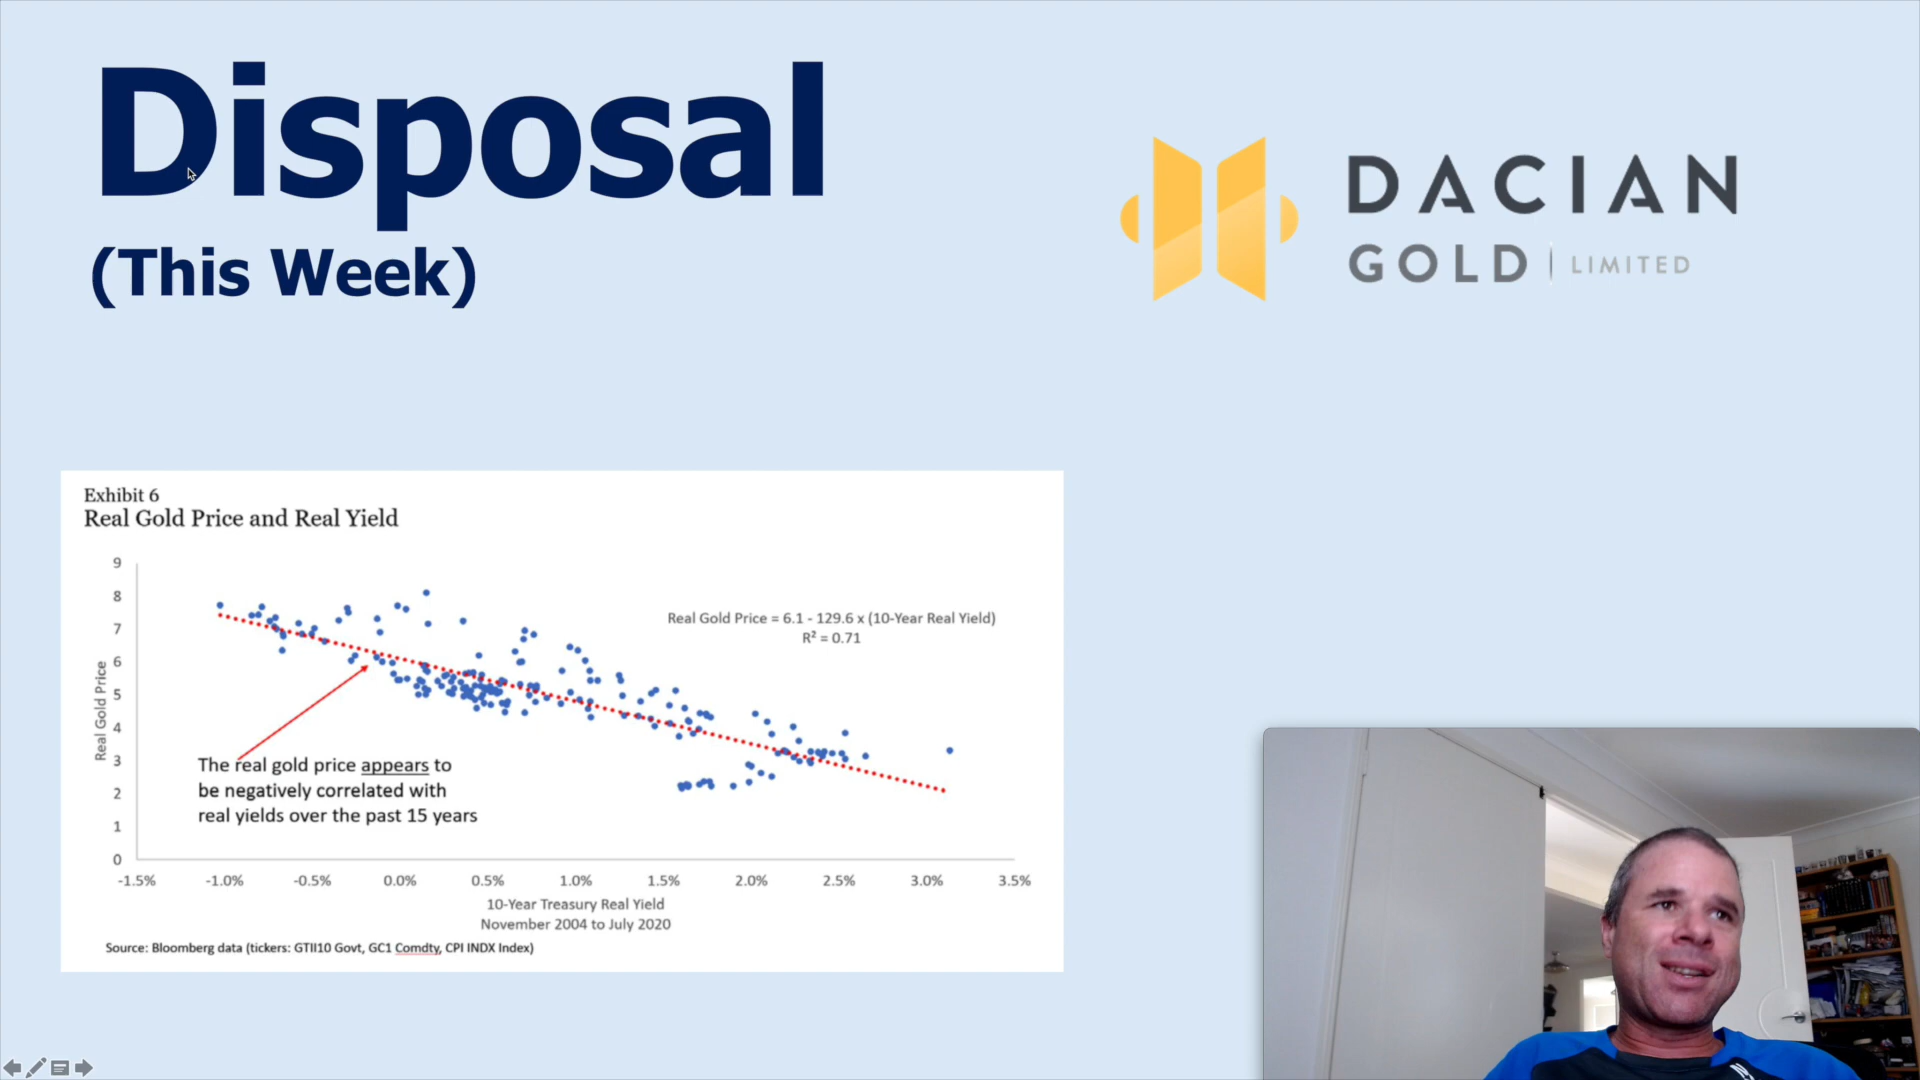 Disposal
(This Week)
DACIAN
GOLD | LIMITED
Exhibit 6
Real Gold Price and Real Yield
9
8
7
6
5
4
3
2
1
0
Real Gold Price
Real Gold Price = 6.1 - 129.6 x (10-Year Real Yield)
R² = 0.71
The real gold price appears to
be negatively correlated with
real yields over the past 15 years
-1.5% -1.0% -0.5% 0.0% 0.5% 1.0% 1.5% 2.0% 2.5% 3.0% 3.5%
10-Year Treasury Real Yield
November 2004 to July 2020
Source: Bloomberg data (tickers: GTII10 Govt, GC1 Comdty, CPI INDX Index)